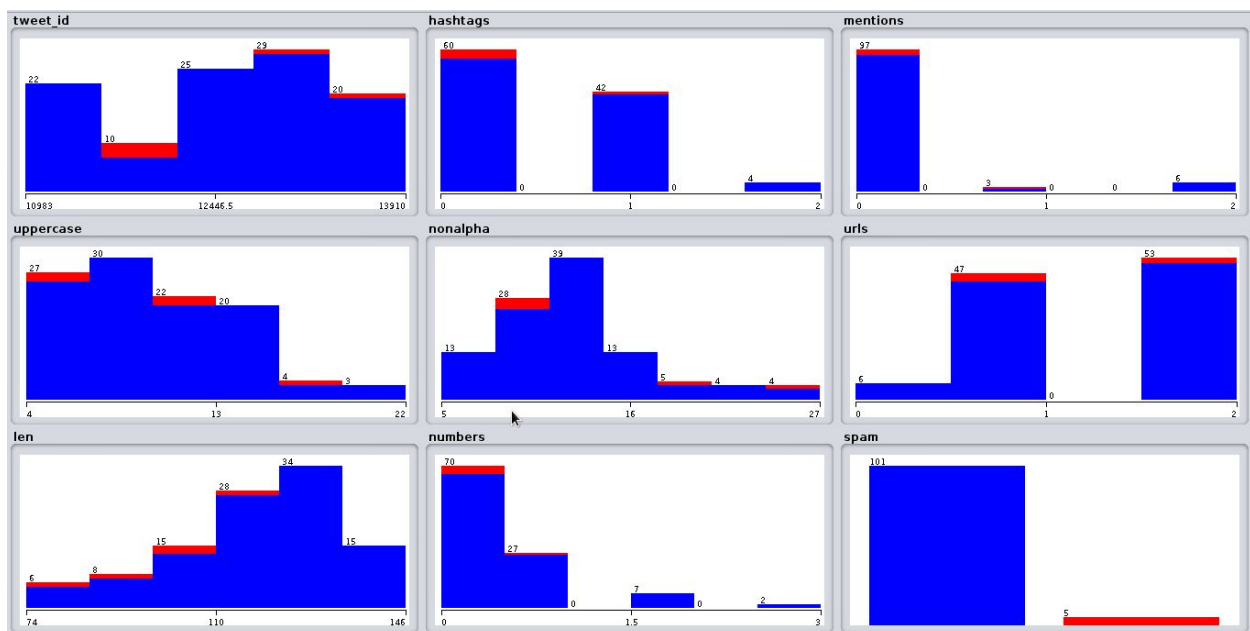 tweet_id
22
10
25
29
20
10983 12446.5 13910
hashtags
60
0
42
0
4
0 1 2
mentions
97
0
3
0
0
6
0 1 2
uppercase
27
30
22
20
4
3
4 13 22
nonalpha
13
28
39
13
5
4
4
5 16 27
urls
6
47
0
53
0 1 2
len
6
8
15
28
34
15
74 110 146
numbers
70
27
0
7
0
2
0 1.5 3
spam
101
5